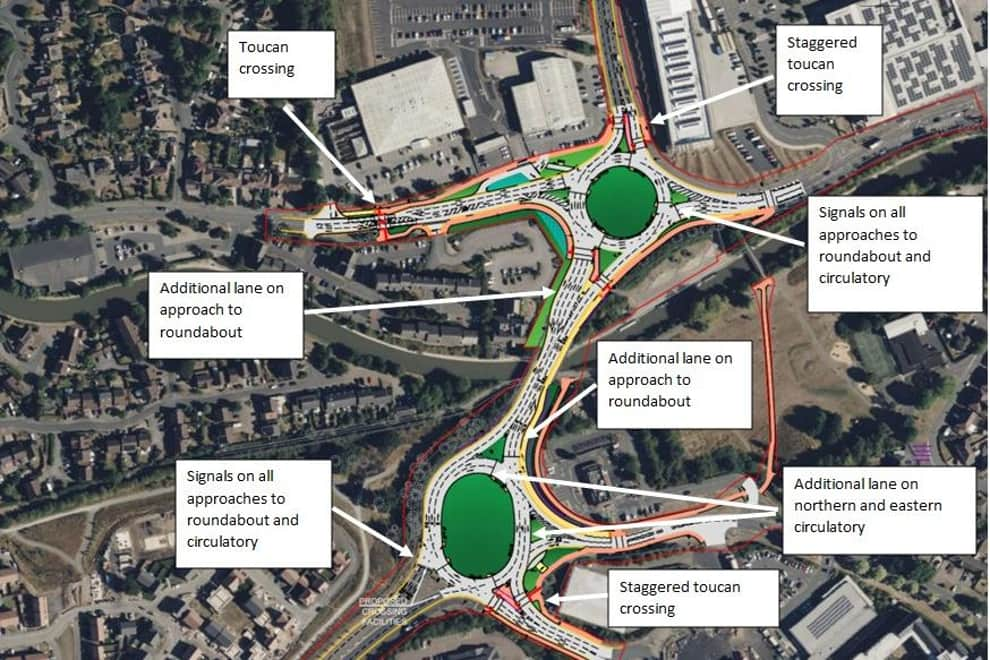 Toucan
crossing
Staggered
toucan
crossing
Signals on all
approaches to
roundabout and
circulatory
Additional lane on
approach to
roundabout
Additional lane on
approach to
roundabout
Signals on all
approaches to
roundabout and
circulatory
Additional lane on
northern and eastern
circulatory
Staggered toucan
crossing
PROPOSED
CROSSING
FACILITIES